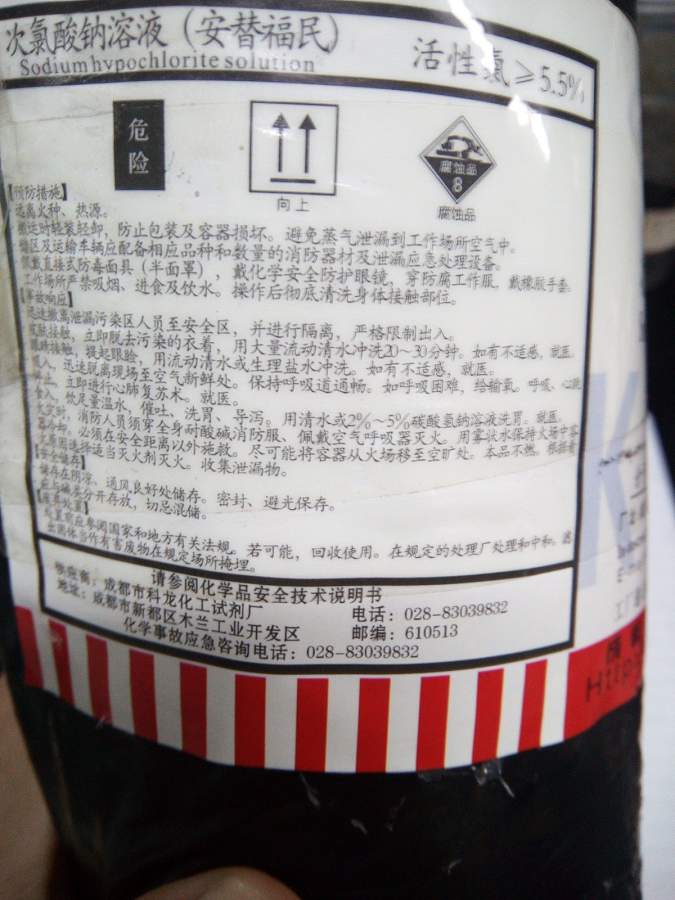 次氯酸钠溶液（安替福民）
Sodium hypochlorite solution
活性氯≥5.5%
危险
向上
腐蚀品
8
腐蚀品
【预防措施】
远离火种、热源。
搬运时轻装轻卸，防止包装及容器损坏。避免蒸气泄漏到工作场所空气中。
储区及运输车辆应配备相应品种和数量的消防器材及泄漏应急处理设备。
佩戴直接式防毒面具（半面罩），戴化学安全防护眼镜，穿防腐工作服，戴橡胶手套。
工作场所严禁吸烟、进食及饮水。操作后彻底清洗身体接触部位。
【事故响应】
迅速撤离泄漏污染区人员至安全区，并进行隔离，严格限制出入。
皮肤接触，立即脱去污染的衣着，用大量流动清水冲洗20～30分钟。如有不适感，就医。
眼睛接触，提起眼睑，用流动清水或生理盐水冲洗。如有不适感，就医。
吸入，迅速脱离现场至空气新鲜处。保持呼吸道通畅。如呼吸困难，给输氧。呼吸、心跳
停止，立即进行心肺复苏术。就医。
食入，饮足量温水，催吐、洗胃、导泻。用清水或2%～5%碳酸氢钠溶液洗胃。就医。
火灾时，消防人员须穿全身耐酸碱消防服、佩戴空气呼吸器灭火。用雾状水保持火场中容
器冷却。必须在安全距离以外施救。尽可能将容器从火场移至空旷处。本品不燃，根据着
火原因选择适当灭火剂灭火。收集泄漏物。
【安全储存】
储存在阴凉、通风良好处储存。密封、避光保存。
应与碱类分开存放，切忌混储。
【废弃处置】
处置前应参阅国家和地方有关法规。若可能，回收使用。在规定的处理厂处理和中和。
固体当作有害废物在规定场所掩埋。
请参阅化学品安全技术说明书
供应商：成都市科龙化工试剂厂 电话：028-83039832
地址：成都市新都区木兰工业开发区 邮编：610513
化学事故应急咨询电话：028-83039832
Http